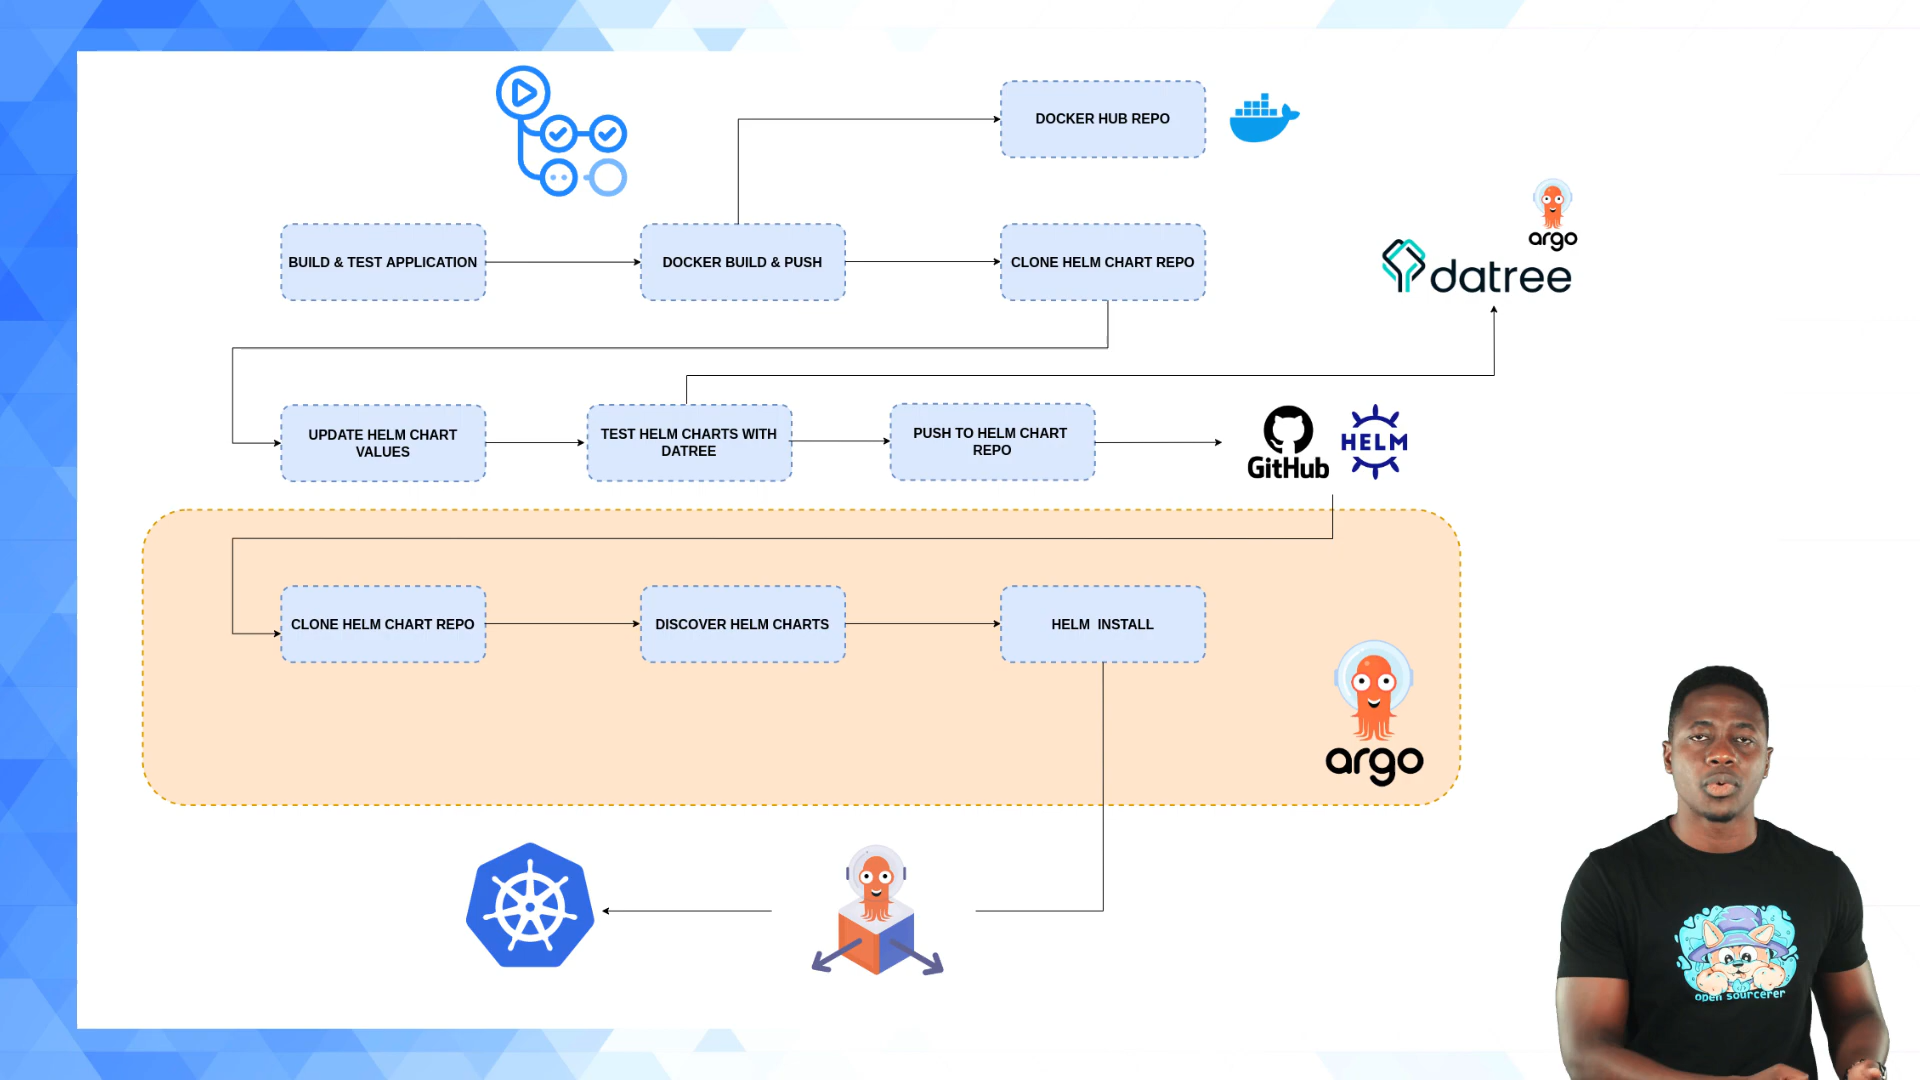 DOCKER HUB REPO
argo
BUILD & TEST APPLICATION
DOCKER BUILD & PUSH
CLONE HELM CHART REPO
datree
UPDATE HELM CHART
VALUES
TEST HELM CHARTS WITH
DATREE
PUSH TO HELM CHART
REPO
GitHub
HELM
CLONE HELM CHART REPO
DISCOVER HELM CHARTS
HELM INSTALL
argo
open sourcerer